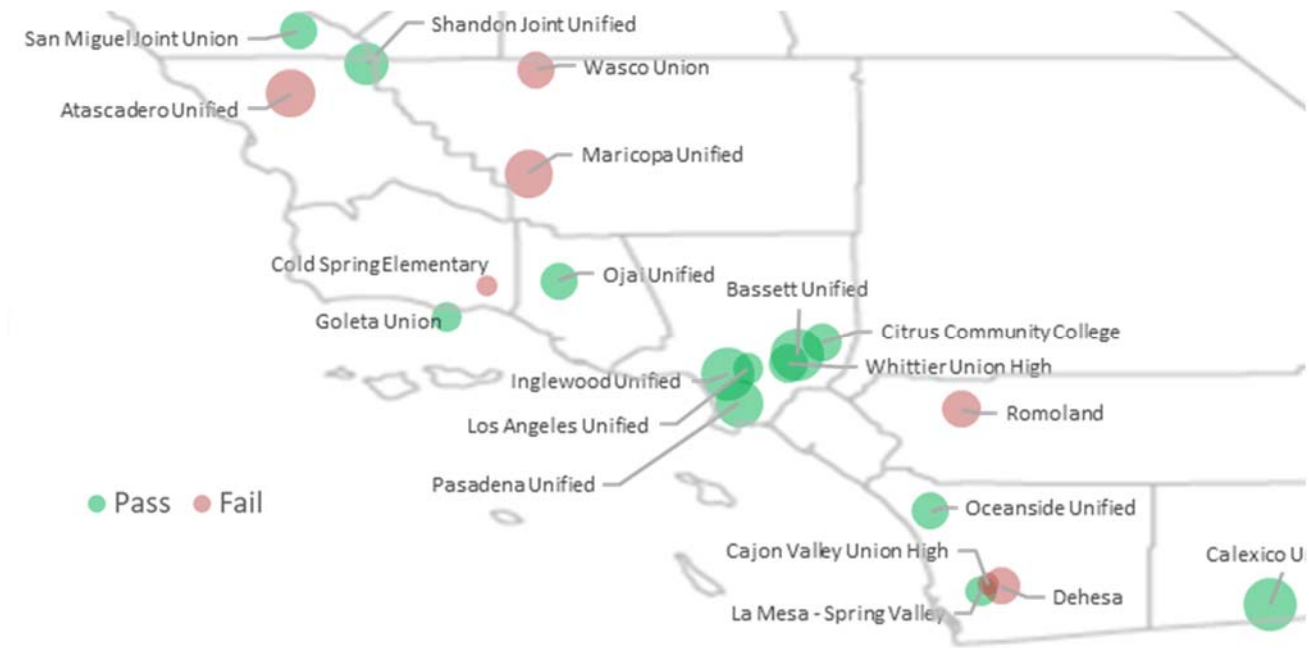 Shandon Joint Unified
San Miguel Joint Union
Wasco Union
Atascadero Unified
Maricopa Unified
Cold Spring Elementary
Ojai Unified
Bassett Unified
Goleta Union
Citrus Community College
Whittier Union High
Inglewood Unified
Romoland
Los Angeles Unified
Pasadena Unified
Pass
Fail
Oceanside Unified
Cajon Valley Union High
Calexico U
Dehesa
La Mesa - Spring Valley